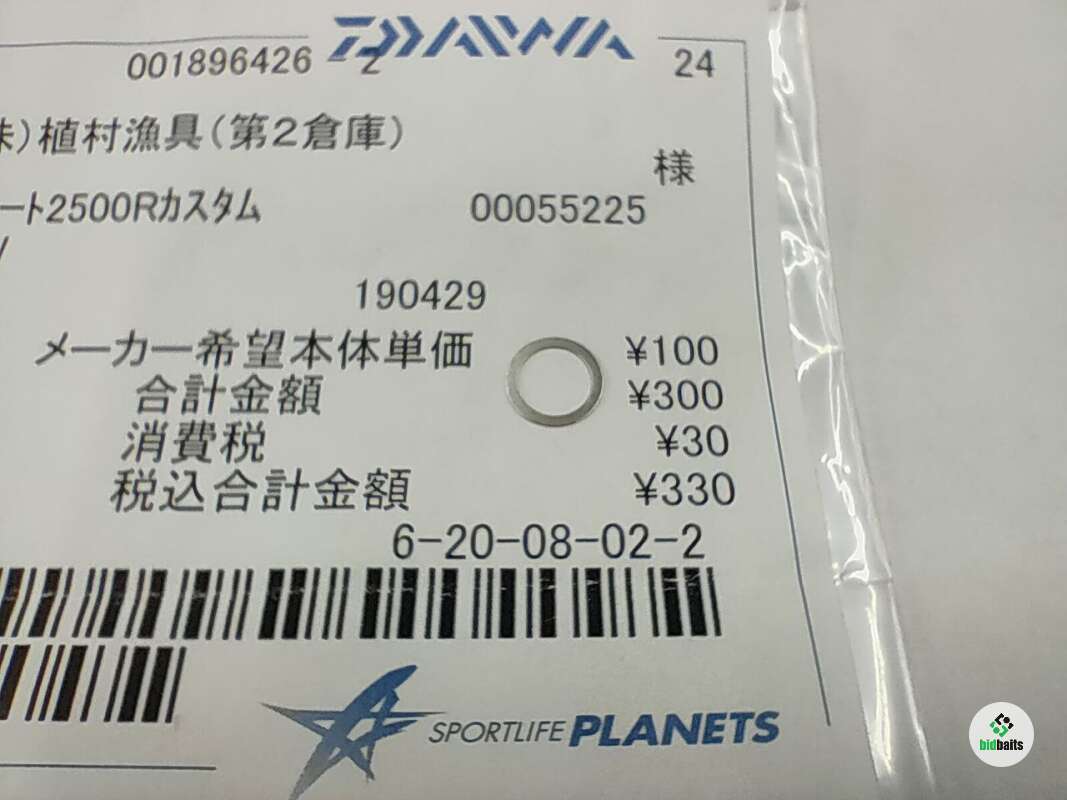 DAIWA
001896426 2 24
株)植村漁具(第2倉庫)
様
ート2500Rカスタム 00055225
190429
メーカー希望本体単価 ¥100
合計金額 ¥300
消費税 ¥30
税込合計金額 ¥330
6-20-08-02-2
SPORTLIFE PLANETS
bidbaits